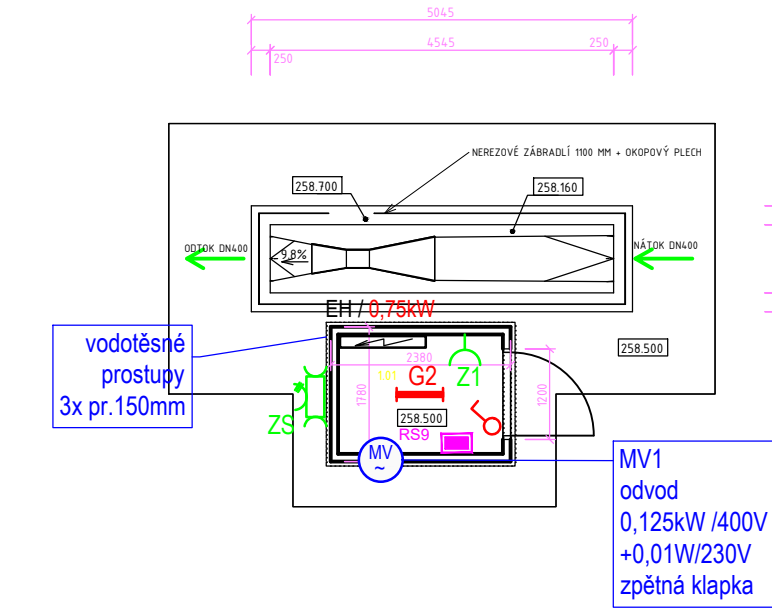 5045
4545
250
250
NEREZOVÉ ZÁBRADLÍ 1100 MM + OKOPOVÝ PLECH
258.700
258.160
ODTOK DN400
9,8%
NÁTOK DN400
EH / 0,75kW
vodotěsné
prostupy
3x pr.150mm
258.500
2380
1.01
G2
Z1
1780
1200
ZS
258.500
RS9
MV
~
MV1
odvod
0,125kW /400V
+0,01W/230V
zpětná klapka